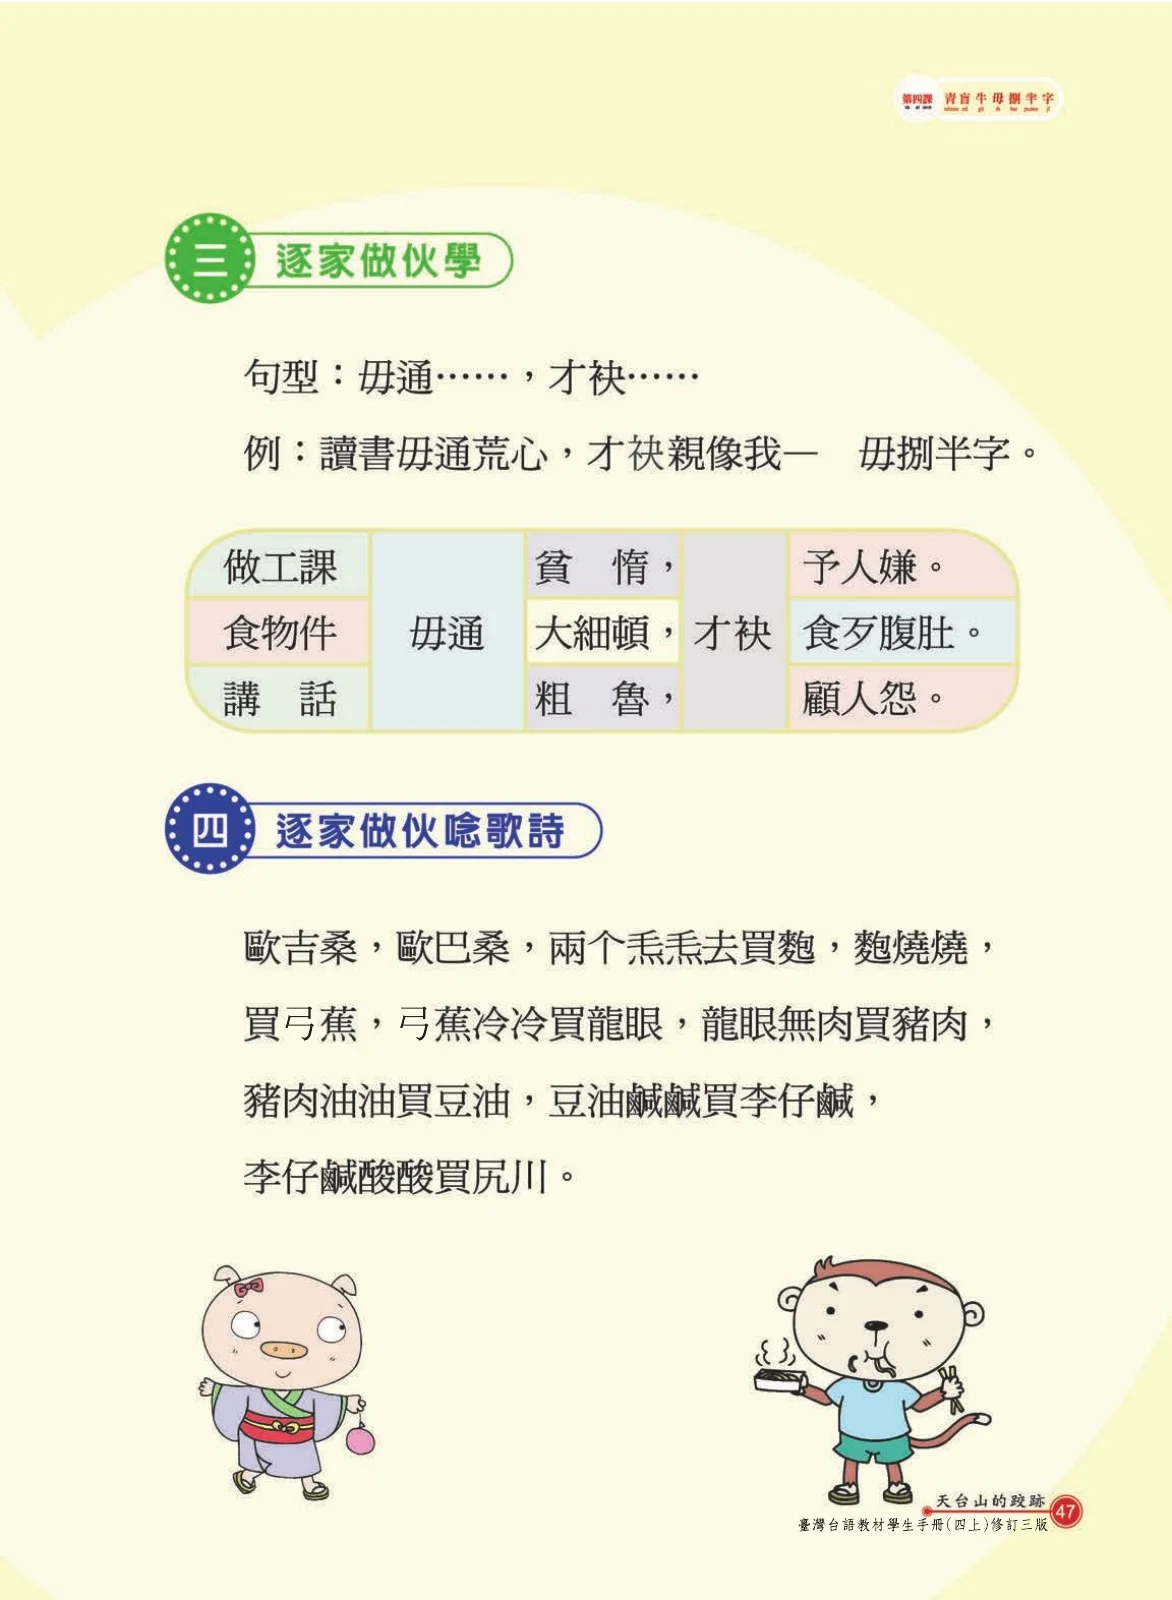 第四課 青盲牛毋捌半字
三 逐家做伙學
句型：毋通……，才袂……
例：讀書毋通荒心，才袂親像我— 毋捌半字。
做工課 毋通 貧惰， 才袂 予人嫌。
食物件 大細頓， 食歹腹肚。
講話 粗魯， 顧人怨。
四 逐家做伙唸歌詩
歐吉桑，歐巴桑，兩个𤆬𤆬去買麭，麭燒燒，
買弓蕉，弓蕉冷冷買龍眼，龍眼無肉買豬肉，
豬肉油油買豆油，豆油鹹鹹買李仔鹹，
李仔鹹酸酸買尻川。
天台山的跤跡 47
臺灣台語教材學生手冊(四上)修訂三版